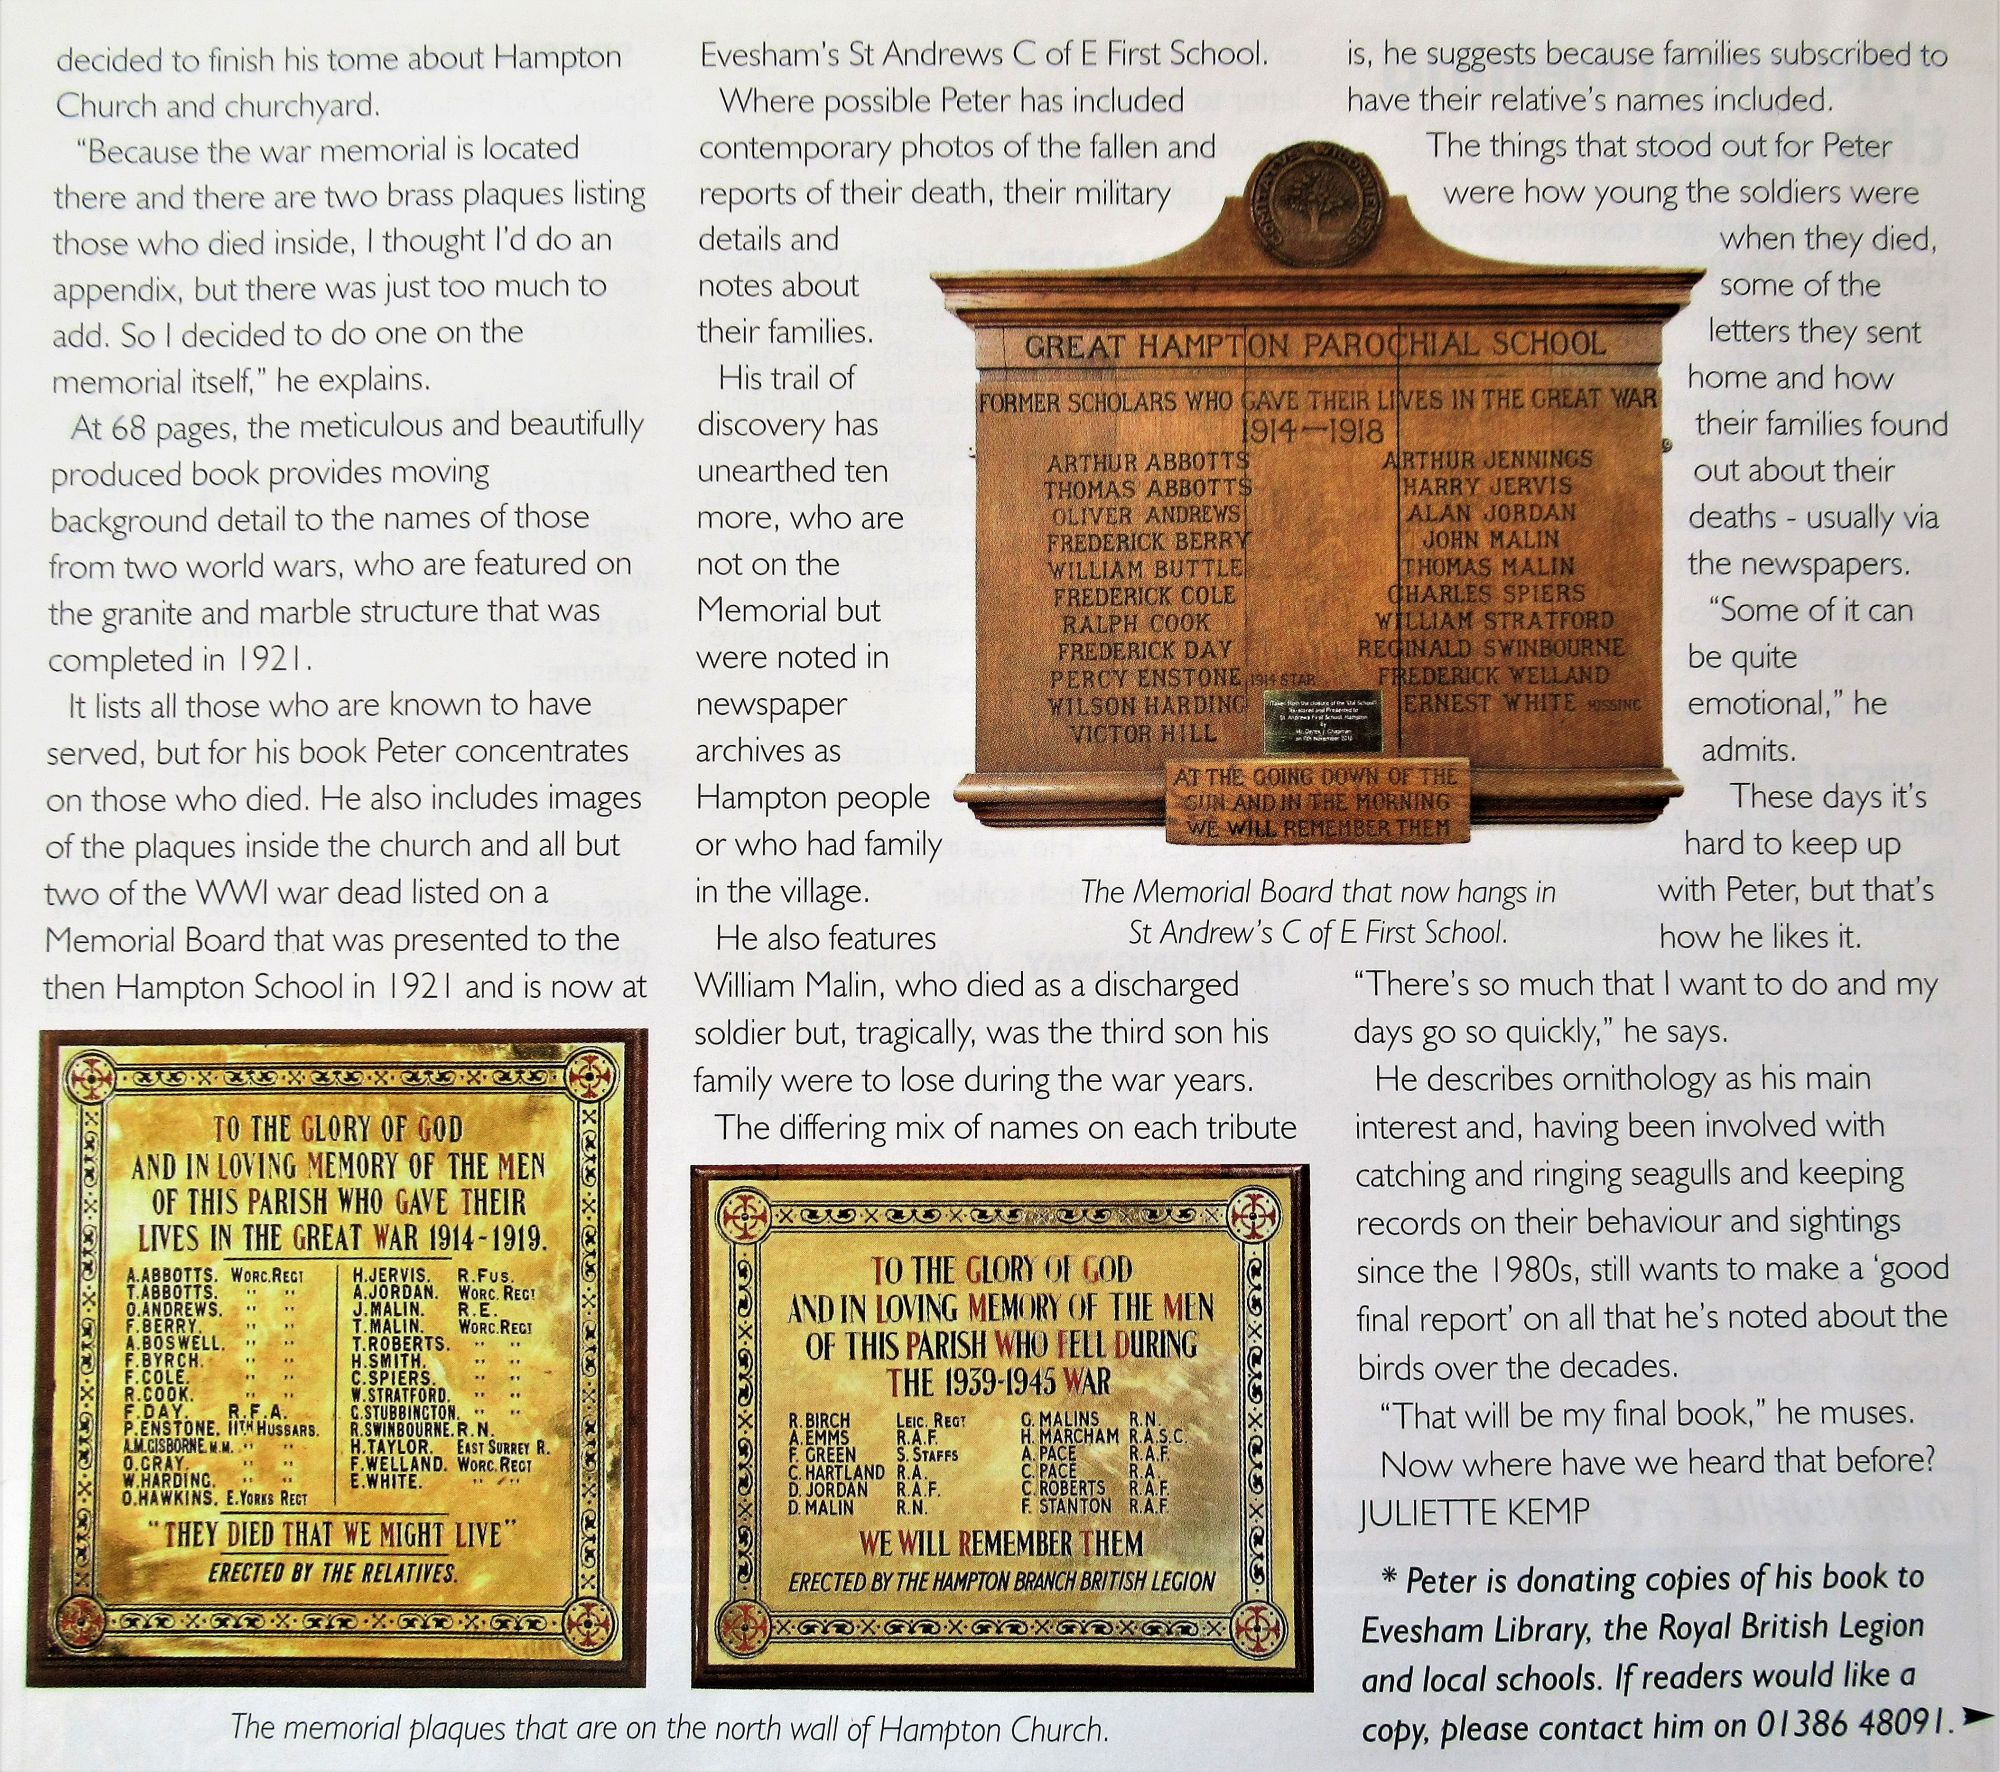 decided to finish his tome about Hampton
Church and churchyard.
“Because the war memorial is located
there and there are two brass plaques listing
those who died inside, I thought I’d do an
appendix, but there was just too much to
add. So I decided to do one on the
memorial itself,” he explains.
At 68 pages, the meticulous and beautifully
produced book provides moving
background detail to the names of those
from two world wars, who are featured on
the granite and marble structure that was
completed in 1921.
It lists all those who are known to have
served, but for his book Peter concentrates
on those who died. He also includes images
of the plaques inside the church and all but
two of the WWI war dead listed on a
Memorial Board that was presented to the
then Hampton School in 1921 and is now at
Evesham’s St Andrews C of E First School.
Where possible Peter has included
contemporary photos of the fallen and
reports of their death, their military
details and
notes about
their families.
His trail of
discovery has
unearthed ten
more, who are
not on the
Memorial but
were noted in
newspaper
archives as
Hampton people
or who had family
in the village.
He also features
William Malin, who died as a discharged
soldier but, tragically, was the third son his
family were to lose during the war years.
The differing mix of names on each tribute
is, he suggests because families subscribed to
have their relative’s names included.
The things that stood out for Peter
were how young the soldiers were
when they died,
some of the
letters they sent
home and how
their families found
out about their
deaths - usually via
the newspapers.
“Some of it can
be quite
emotional,” he
admits.
These days it’s
hard to keep up
with Peter, but that’s
how he likes it.
“There’s so much that I want to do and my
days go so quickly,” he says.
He describes ornithology as his main
interest and, having been involved with
catching and ringing seagulls and keeping
records on their behaviour and sightings
since the 1980s, still wants to make a ‘good
final report’ on all that he’s noted about the
birds over the decades.
“That will be my final book,” he muses.
Now where have we heard that before?
JULIETTE KEMP
* Peter is donating copies of his book to
Evesham Library, the Royal British Legion
and local schools. If readers would like a
copy, please contact him on 01386 48091.
GREAT HAMPTON PAROCHIAL SCHOOL
FORMER SCHOLARS WHO GAVE THEIR LIVES IN THE GREAT WAR
1914—1918
ARTHUR ABBOTTS
THOMAS ABBOTTS
OLIVER ANDREWS
FREDERICK BERRY
WILLIAM BUTTLE
FREDERICK COLE
RALPH COOK
FREDERICK DAY
PERCY ENSTONE 1914 STAR
WILSON HARDING
VICTOR HILL
ARTHUR JENNINGS
HARRY JERVIS
ALAN JORDAN
JOHN MALIN
THOMAS MALIN
CHARLES SPIERS
WILLIAM STRATFORD
REGINALD SWINBOURNE
FREDERICK WELLAND
ERNEST WHITE MISSING
AT THE GOING DOWN OF THE
SUN AND IN THE MORNING
WE WILL REMEMBER THEM
The Memorial Board that now hangs in
St Andrew’s C of E First School.
TO THE GLORY OF GOD
AND IN LOVING MEMORY OF THE MEN
OF THIS PARISH WHO GAVE THEIR
LIVES IN THE GREAT WAR 1914-1919.
A.ABBOTTS. WORC.REGT
T.ABBOTTS. " "
O.ANDREWS. " "
F.BERRY. " "
A.BOSWELL. " "
F.BYRCH. " "
F.COLE. " "
R.COOK. " "
F.DAY. R.F.A.
P.ENSTONE. 11TH HUSSARS.
A.M.GISBORNE. M.M. " "
O.GRAY. " "
W.HARDING. " "
O.HAWKINS. E.YORKS REGT
H.JERVIS. R.FUS.
A.JORDAN. WORC.REGT
J.MALIN. R.E.
T.MALIN. WORC.REGT
T.ROBERTS. " "
H.SMITH. " "
C.SPIERS. " "
W.STRATFORD. " "
C.STUBBINGTON. " "
R.SWINBOURNE. R.N.
H.TAYLOR. EAST SURREY R.
F.WELLAND. WORC.REGT
E.WHITE. " "
"THEY DIED THAT WE MIGHT LIVE"
ERECTED BY THE RELATIVES.
TO THE GLORY OF GOD
AND IN LOVING MEMORY OF THE MEN
OF THIS PARISH WHO FELL DURING
THE 1939-1945 WAR
R.BIRCH LEIC. REGT
A.EMMS R.A.F.
F. GREEN S. STAFFS
C. HARTLAND R.A.
D. JORDAN R.A.F.
D. MALIN R.N.
G. MALINS R.N.
H. MARCHAM R.A.S.C.
A. PACE R.A.F.
C. PACE R.A.
C. ROBERTS R.A.F.
F. STANTON R.A.F.
WE WILL REMEMBER THEM
ERECTED BY THE HAMPTON BRANCH BRITISH LEGION
The memorial plaques that are on the north wall of Hampton Church.